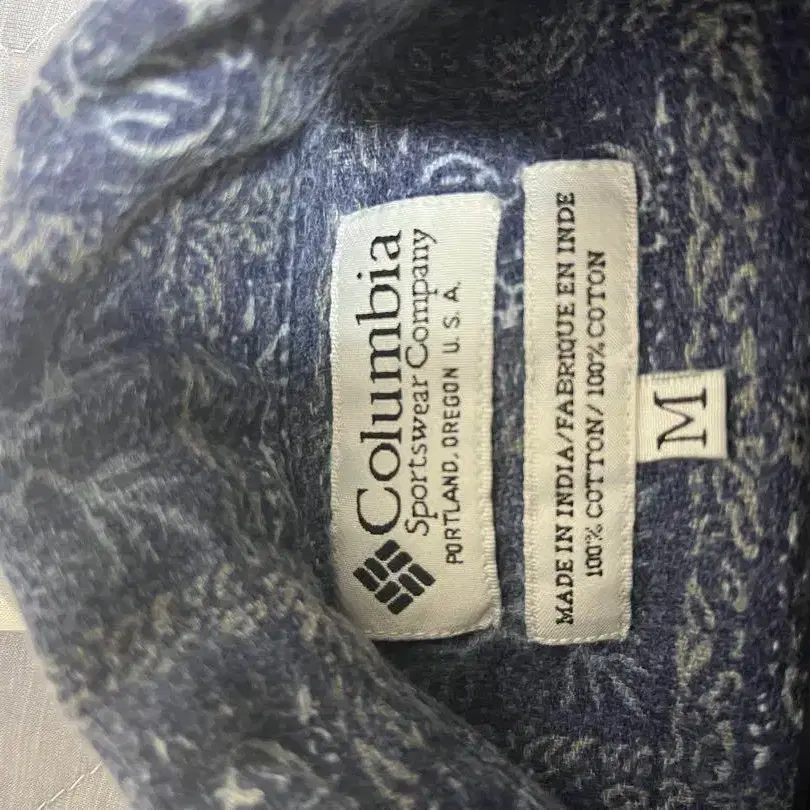 Columbia
Sportswear Company
PORTLAND, OREGON U. S. A.
MADE IN INDIA/FABRIQUE EN INDE
100% COTTON/ 100% COTON
M